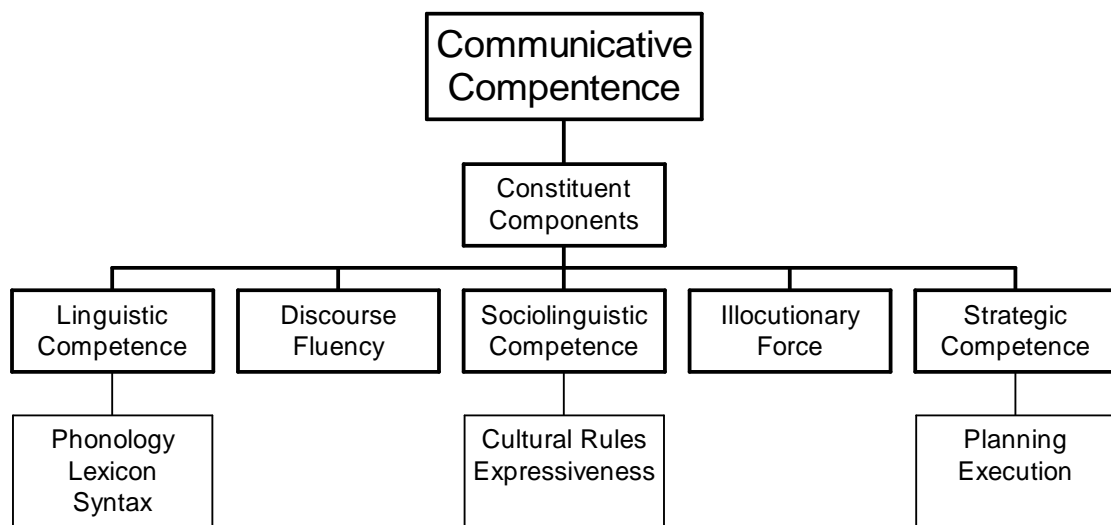 Communicative
Compentence
Constituent
Components
Linguistic
Competence
Discourse
Fluency
Sociolinguistic
Competence
Illocutionary
Force
Strategic
Competence
Phonology
Lexicon
Syntax
Cultural Rules
Expressiveness
Planning
Execution